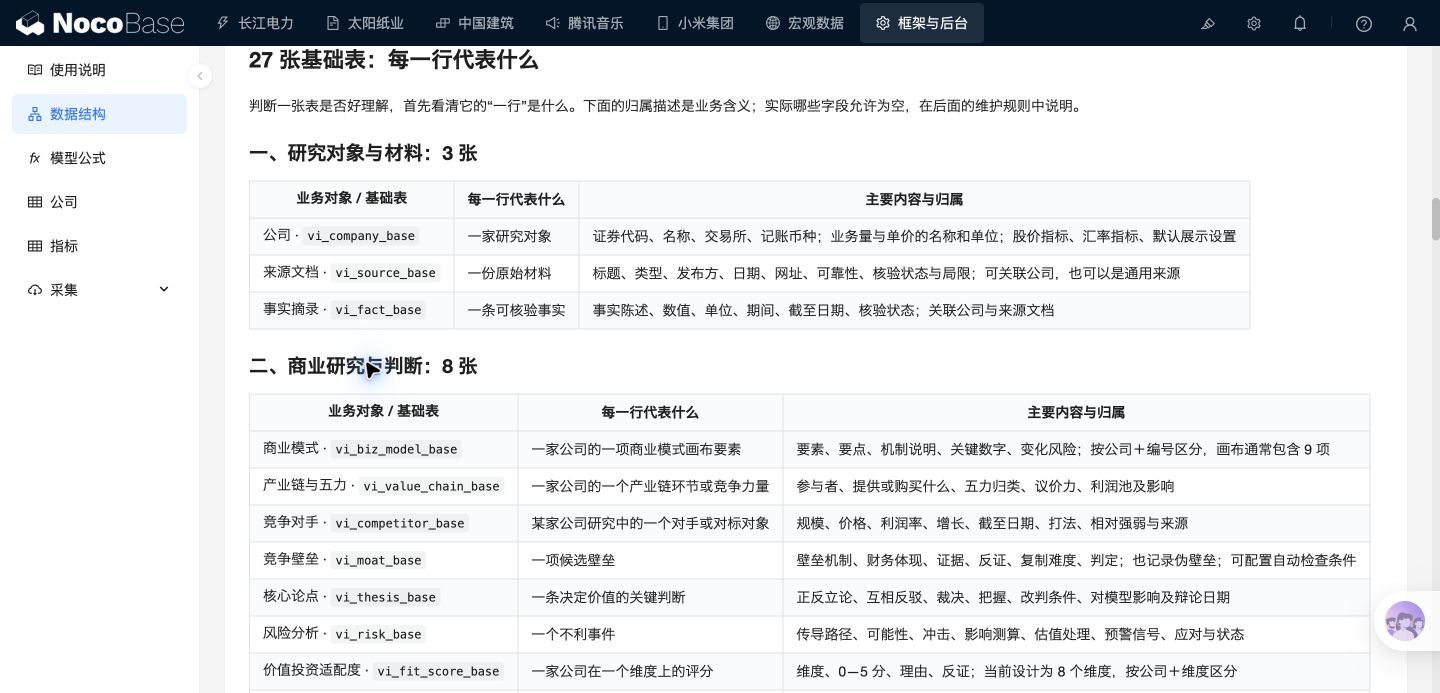 NocoBase 长江电力 太阳纸业 中国建筑 腾讯音乐 小米集团 宏观数据 框架与后台
使用说明
数据结构
fx 模型公式
公司
指标
采集
27 张基础表：每一行代表什么
判断一张表是否好理解，首先看清它的“一行”是什么。下面的归属描述是业务含义；实际哪些字段允许为空，在后面的维护规则中说明。
一、研究对象与材料：3 张
业务对象 / 基础表 每一行代表什么 主要内容与归属
公司 · vi_company_base 一家研究对象 证券代码、名称、交易所、记账币种；业务量与单价的名称和单位；股价指标、汇率指标、默认展示设置
来源文档 · vi_source_base 一份原始材料 标题、类型、发布方、日期、网址、可靠性、核验状态与局限；可关联公司，也可以是通用来源
事实摘录 · vi_fact_base 一条可核验事实 事实陈述、数值、单位、期间、截至日期、核验状态；关联公司与来源文档
二、商业研究与判断：8 张
业务对象 / 基础表 每一行代表什么 主要内容与归属
商业模式 · vi_biz_model_base 一家公司的一项商业模式画布要素 要素、要点、机制说明、关键数字、变化风险；按公司＋编号区分，画布通常包含 9 项
产业链与五力 · vi_value_chain_base 一家公司的一个产业链环节或竞争力量 参与者、提供或购买什么、五力归类、议价力、利润池及影响
竞争对手 · vi_competitor_base 某家公司研究中的一个对手或对标对象 规模、价格、利润率、增长、截至日期、打法、相对强弱与来源
竞争壁垒 · vi_moat_base 一项候选壁垒 壁垒机制、财务体现、证据、反证、复制难度、判定；也记录伪壁垒；可配置自动检查条件
核心论点 · vi_thesis_base 一条决定价值的关键判断 正反立论、互相反驳、裁决、把握、改判条件、对模型影响及辩论日期
风险分析 · vi_risk_base 一个不利事件 传导路径、可能性、冲击、影响测算、估值处理、预警信号、应对与状态
价值投资适配度 · vi_fit_score_base 一家公司在一个维度上的评分 维度、0—5 分、理由、反证；当前设计为 8 个维度，按公司＋维度区分